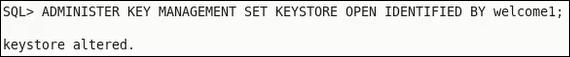 SQL> ADMINISTER KEY MANAGEMENT SET KEYSTORE OPEN IDENTIFIED BY welcome1;
keystore altered.